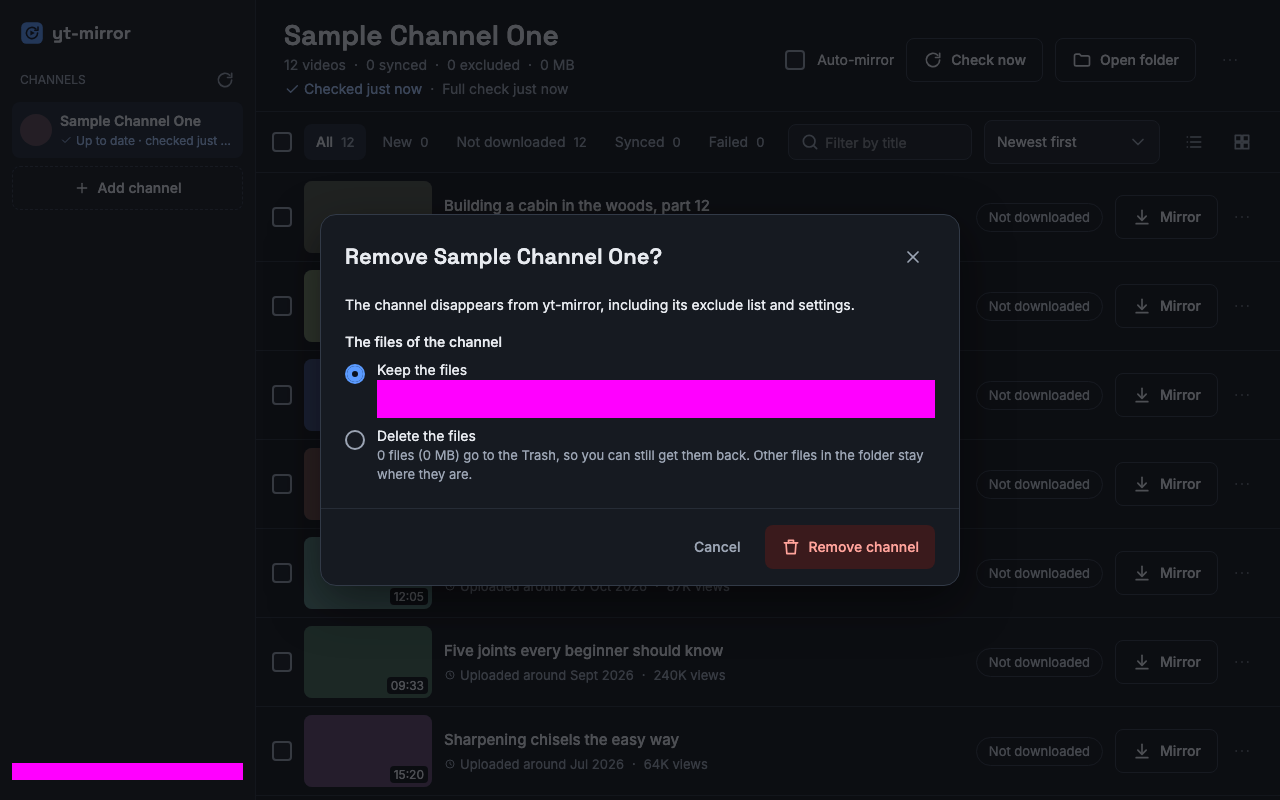 yt-mirror
CHANNELS
Sample Channel One
Up to date · checked just ...
Add channel
Sample Channel One
12 videos · 0 synced · 0 excluded · 0 MB
Checked just now · Full check just now
Auto-mirror
Check now
Open folder
All 12
New 0
Not downloaded 12
Synced 0
Failed 0
Filter by title
Newest first
Building a cabin in the woods, part 12
Not downloaded
Mirror
Remove Sample Channel One?
The channel disappears from yt-mirror, including its exclude list and settings.
The files of the channel
Keep the files
Delete the files
0 files (0 MB) go to the Trash, so you can still get them back. Other files in the folder stay
where they are.
Cancel
Remove channel
Not downloaded
Mirror
Not downloaded
Mirror
Not downloaded
Mirror
12:05
Uploaded around 20 Oct 2026 · 87K views
Not downloaded
Mirror
09:33
Five joints every beginner should know
Uploaded around Sept 2026 · 240K views
Not downloaded
Mirror
15:20
Sharpening chisels the easy way
Uploaded around Jul 2026 · 64K views
Not downloaded
Mirror